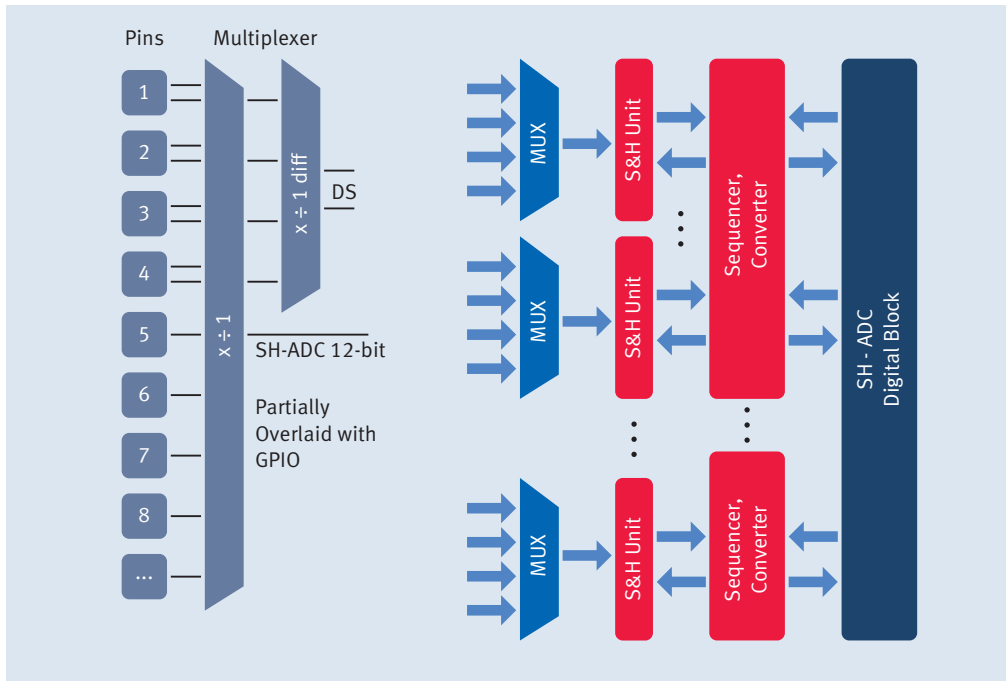 Pins
Multiplexer
1
2
3
4
5
6
7
8
...
x ÷ 1
x ÷ 1 diff
DS
SH-ADC 12-bit
Partially
Overlaid with
GPIO
MUX
S&H Unit
MUX
S&H Unit
Sequencer,
Converter
MUX
S&H Unit
Sequencer,
Converter
SH - ADC
Digital Block